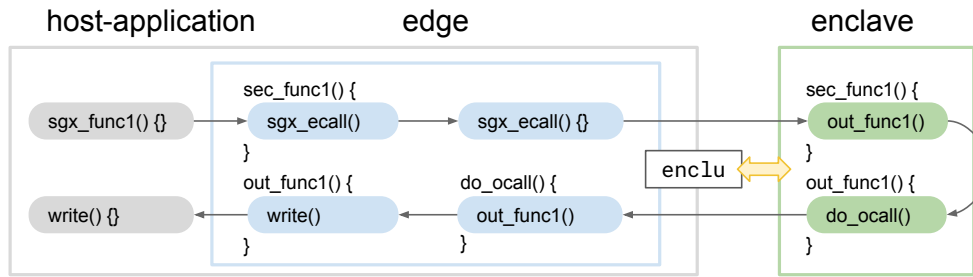 host-application edge enclave
sec_func1() { sec_func1() {
sgx_func1() {} sgx_ecall() sgx_ecall() {} out_func1()
} }
enclu
out_func1() { do_ocall() { out_func1() {
write() {} write() out_func1() do_ocall()
} } }